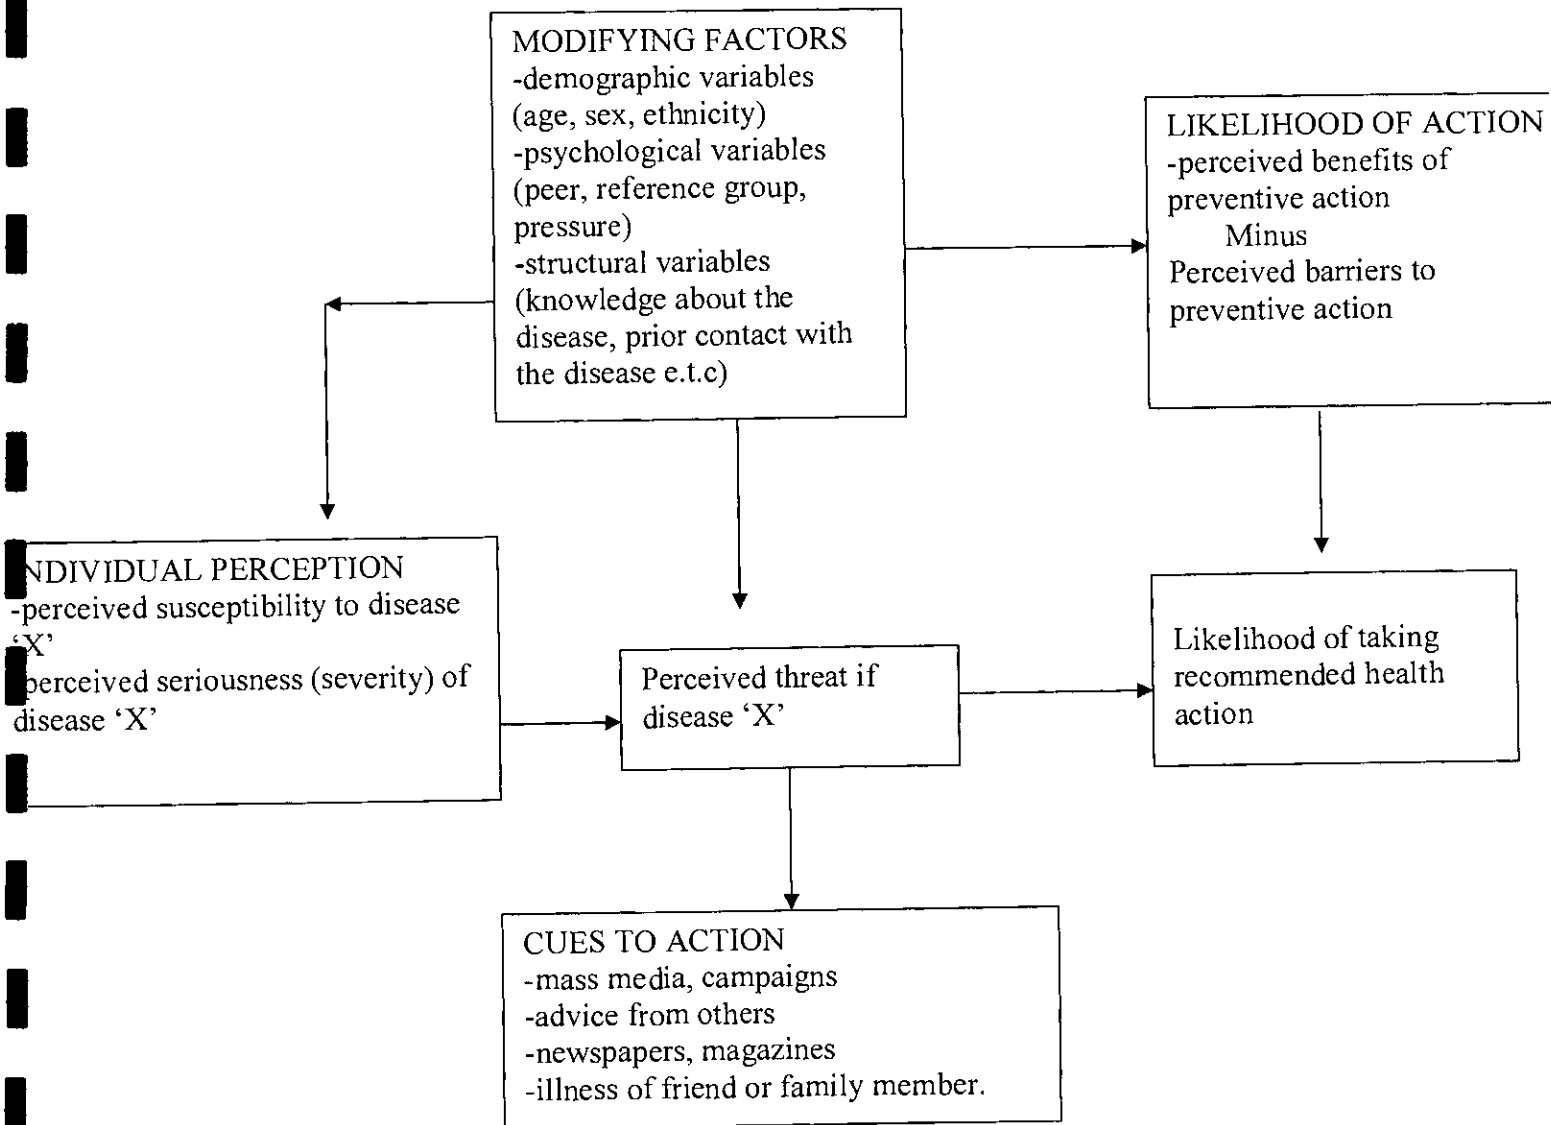 MODIFYING FACTORS
-demographic variables
(age, sex, ethnicity)
-psychological variables
(peer, reference group,
pressure)
-structural variables
(knowledge about the
disease, prior contact with
the disease e.t.c)
LIKELIHOOD OF ACTION
-perceived benefits of
preventive action
Minus
Perceived barriers to
preventive action
NDIVIDUAL PERCEPTION
-perceived susceptibility to disease
‘X’
perceived seriousness (severity) of
disease ‘X’
Perceived threat if
disease ‘X’
Likelihood of taking
recommended health
action
CUES TO ACTION
-mass media, campaigns
-advice from others
-newspapers, magazines
-illness of friend or family member.